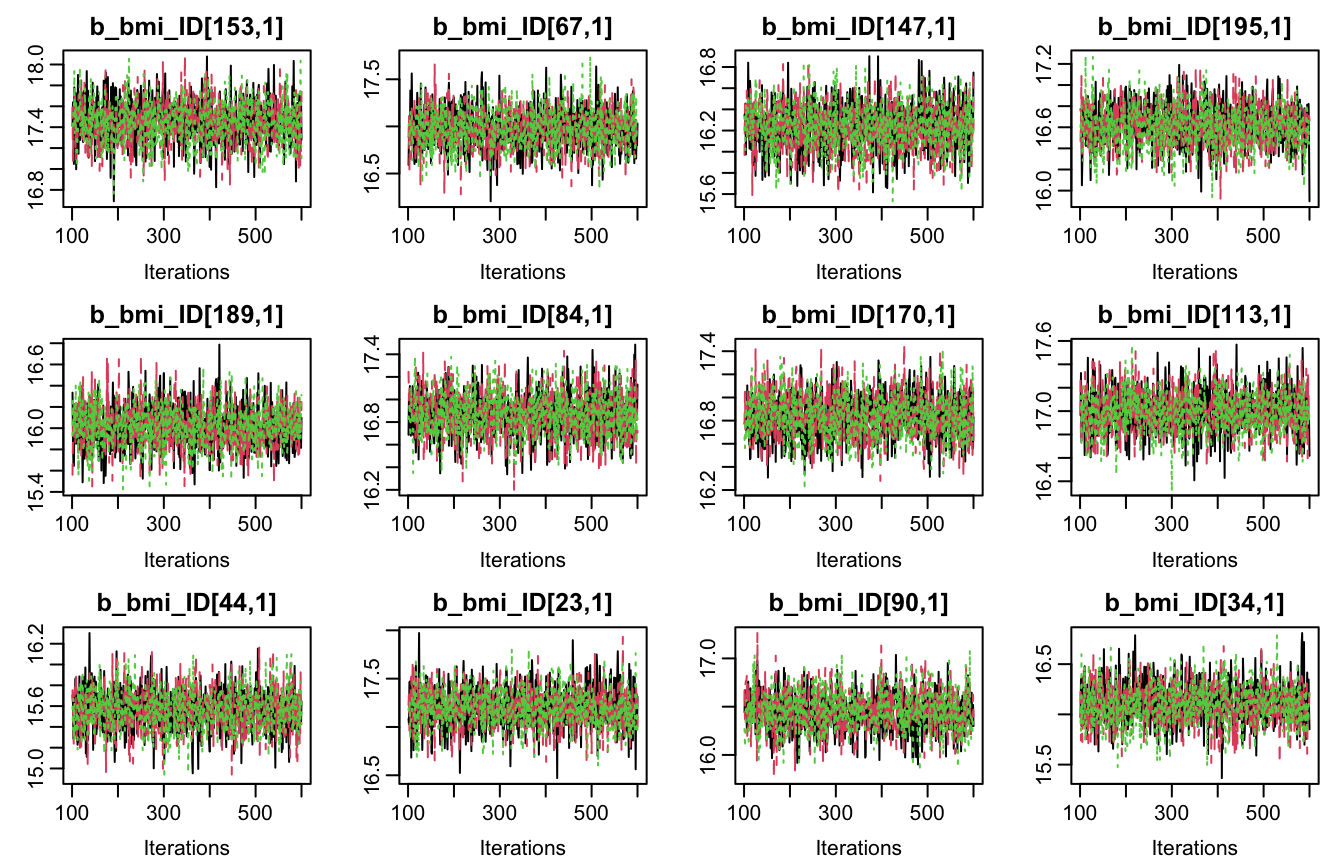 b_bmi_ID[153,1] b_bmi_ID[67,1] b_bmi_ID[147,1] b_bmi_ID[195,1]
18.0 17.5 16.8 17.2
17.4 16.5 16.2 16.6
16.8 15.6 16.0
100 300 500 100 300 500 100 300 500 100 300 500
Iterations Iterations Iterations Iterations
b_bmi_ID[189,1] b_bmi_ID[84,1] b_bmi_ID[170,1] b_bmi_ID[113,1]
16.6 17.4 17.4 17.6
16.0 16.8 16.8 17.0
15.4 16.2 16.2 16.4
100 300 500 100 300 500 100 300 500 100 300 500
Iterations Iterations Iterations Iterations
b_bmi_ID[44,1] b_bmi_ID[23,1] b_bmi_ID[90,1] b_bmi_ID[34,1]
16.2 17.5 17.0 16.5
15.6 16.5 16.0 15.5
15.0
100 300 500 100 300 500 100 300 500 100 300 500
Iterations Iterations Iterations Iterations